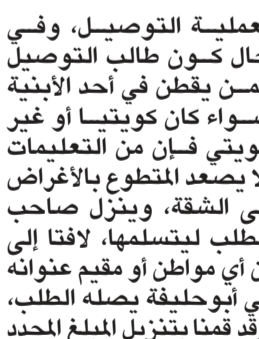 عملية التوصيل، وفي
حال كون طالب التوصيل
ممن يقطن في أحد الأبنية
سواء كان كويتيا أو غير
كويتي فإن من التعليمات
لا يصعد المتطوع بالأغراض
إلى الشقة، وينزل صاحب
الطلب ليتسلمها، لافتا إلى
أن أي مواطن أو مقيم عنوانه
في أبوحليفة يصله الطلب،
وقد قمنا بتنزيل المبلغ المحدد